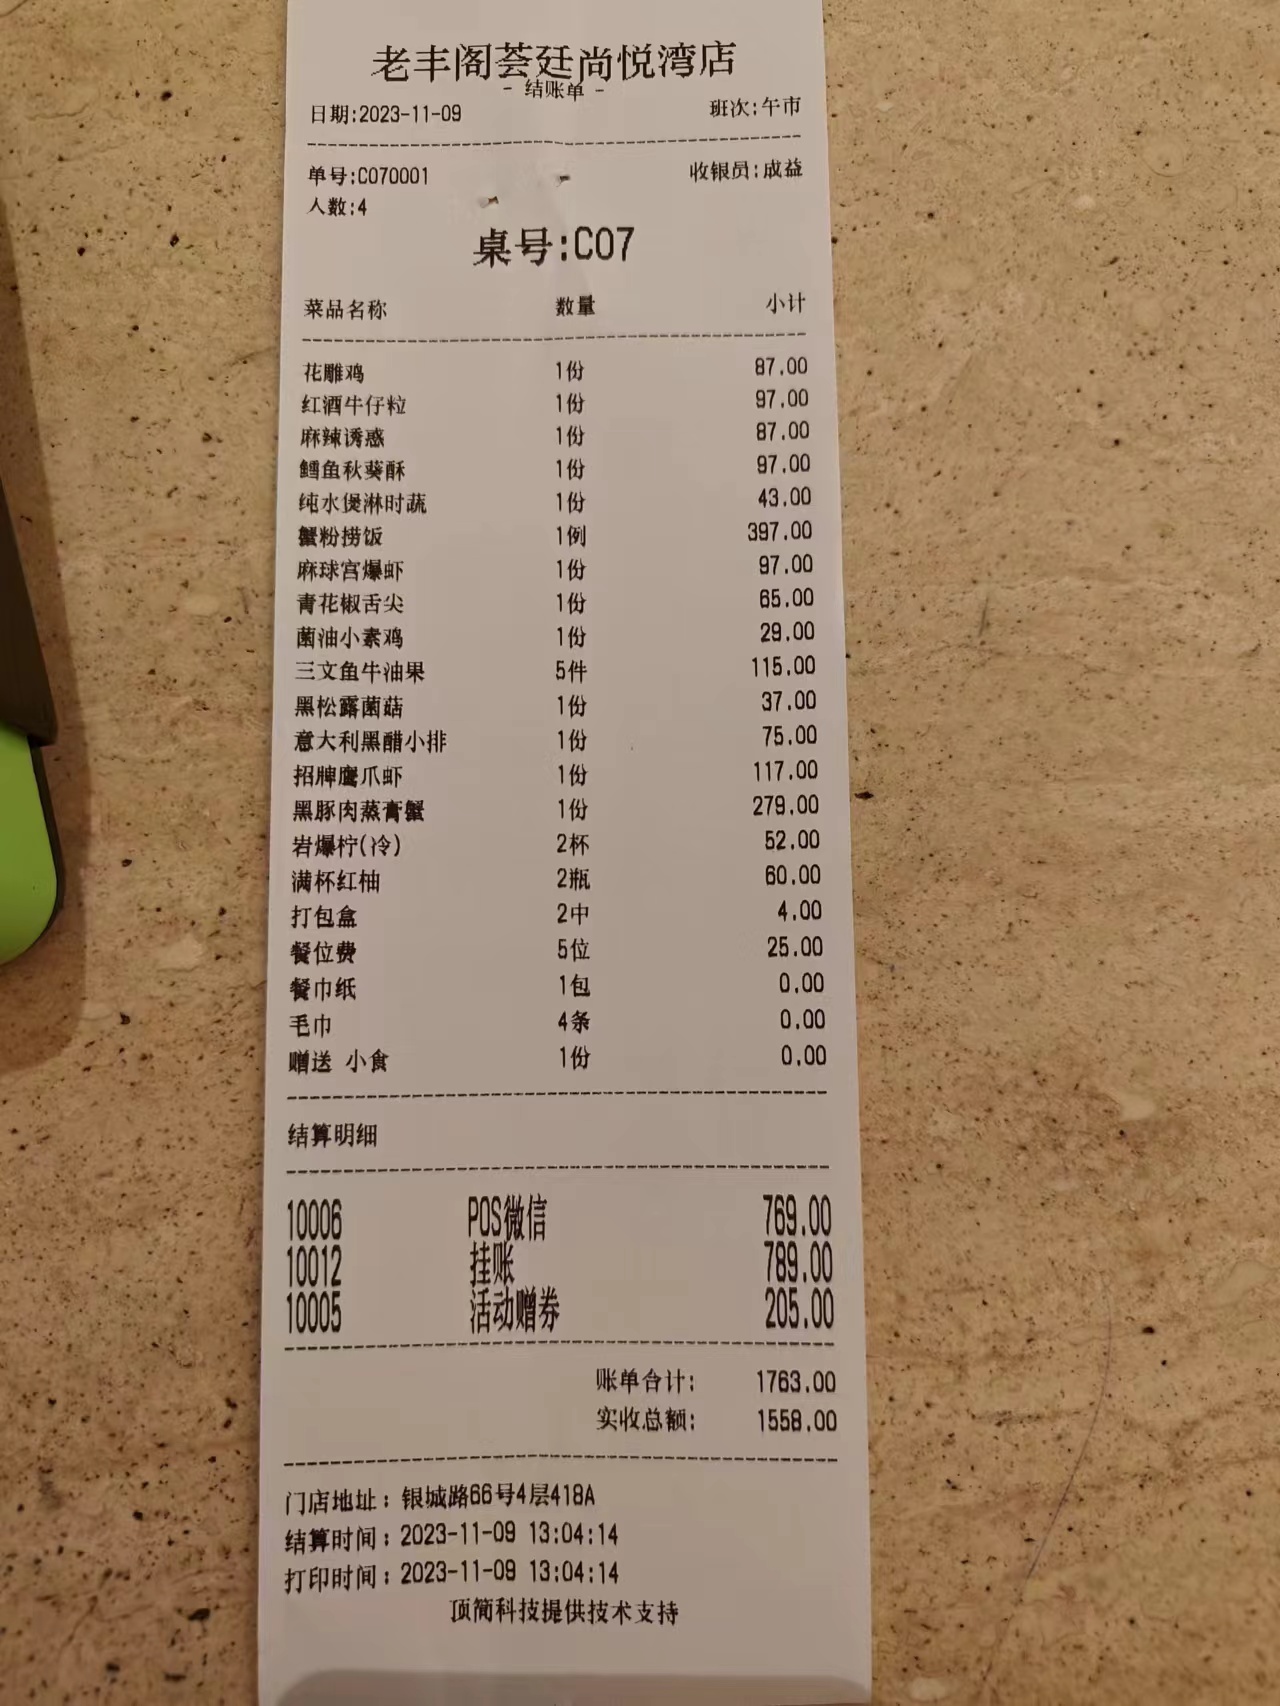 老丰阁荟廷尚悦湾店
- 结账单 -
日期:2023-11-09 班次:午市
单号:C070001 收银员:成益
人数:4
桌号:C07
菜品名称 数量 小计
花雕鸡 1份 87.00
红酒牛仔粒 1份 97.00
麻辣诱惑 1份 87.00
鳕鱼秋葵酥 1份 97.00
纯水煲淋时蔬 1份 43.00
蟹粉捞饭 1例 397.00
麻球宫爆虾 1份 97.00
青花椒舌尖 1份 65.00
菌油小素鸡 1份 29.00
三文鱼牛油果 5件 115.00
黑松露菌菇 1份 37.00
意大利黑醋小排 1份 75.00
招牌鹰爪虾 1份 117.00
黑豚肉蒸膏蟹 1份 279.00
岩爆柠(冷) 2杯 52.00
满杯红柚 2瓶 60.00
打包盒 2中 4.00
餐位费 5位 25.00
餐巾纸 1包 0.00
毛巾 4条 0.00
赠送 小食 1份 0.00
结算明细
10006 POS微信 769.00
10012 挂账 789.00
10005 活动赠券 205.00
账单合计: 1763.00
实收总额: 1558.00
门店地址：银城路66号4层418A
结算时间：2023-11-09 13:04:14
打印时间：2023-11-09 13:04:14
顶简科技提供技术支持